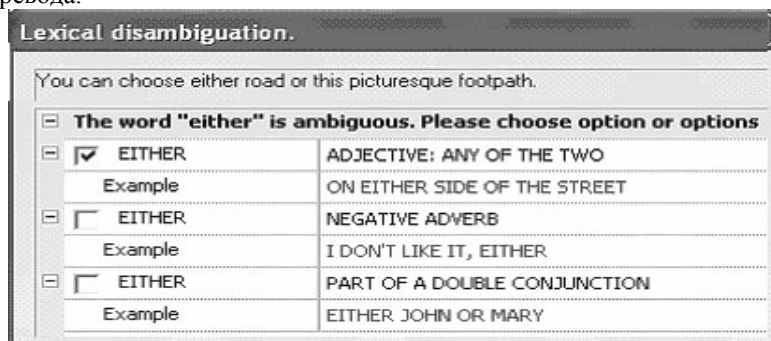 Lexical disambiguation.
You can choose either road or this picturesque footpath.
The word "either" is ambiguous. Please choose option or options
EITHER ADJECTIVE: ANY OF THE TWO
Example ON EITHER SIDE OF THE STREET
EITHER NEGATIVE ADVERB
Example I DON'T LIKE IT, EITHER
EITHER PART OF A DOUBLE CONJUNCTION
Example EITHER JOHN OR MARY